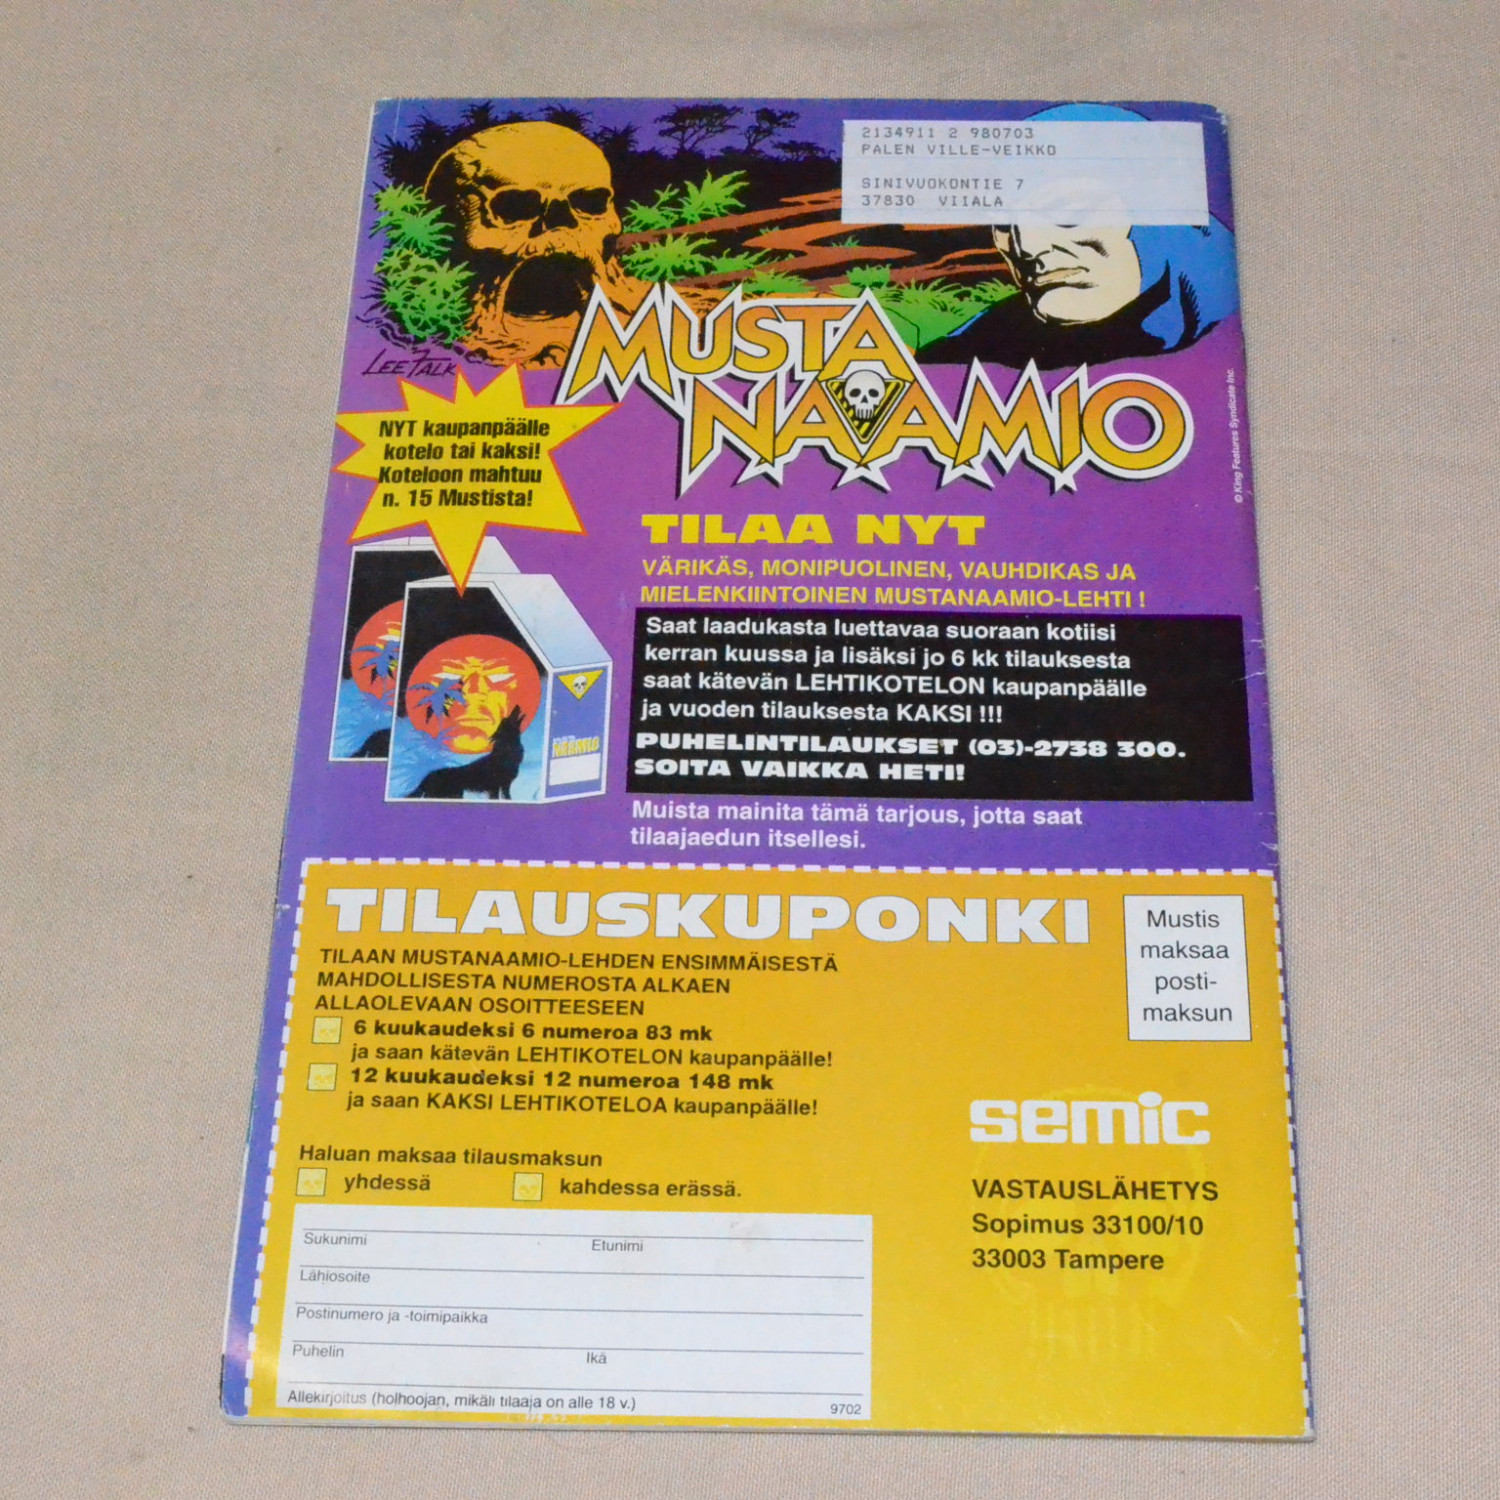 2134911 2 980703
PALEN VILLE-VEIKKO
SINIVUOKONTIE 7
37830 VIIALA
LEE FALK
MUSTA
NAAMIO
© King Features Syndicate Inc.
NYT kaupanpäälle
kotelo tai kaksi!
Koteloon mahtuu
n. 15 Mustista!
TILAA NYT
VÄRIKÄS, MONIPUOLINEN, VAUHDIKAS JA
MIELENKIINTOINEN MUSTANAAMIO-LEHTI !
Saat laadukasta luettavaa suoraan kotiisi
kerran kuussa ja lisäksi jo 6 kk tilauksesta
saat kätevän LEHTIKOTELON kaupanpäälle
ja vuoden tilauksesta KAKSI !!!
PUHELINTILAUKSET (03)-2738 300.
SOITA VAIKKA HETI!
NAAMIO
Muista mainita tämä tarjous, jotta saat
tilaajaedun itsellesi.
TILAUSKUPONKI
Mustis
maksaa
posti-
maksun
TILAAN MUSTANAAMIO-LEHDEN ENSIMMÄISESTÄ
MAHDOLLISESTA NUMEROSTA ALKAEN
ALLAOLEVAAN OSOITTEESEEN
6 kuukaudeksi 6 numeroa 83 mk
ja saan kätevän LEHTIKOTELON kaupanpäälle!
12 kuukaudeksi 12 numeroa 148 mk
ja saan KAKSI LEHTIKOTELOA kaupanpäälle!
Haluan maksaa tilausmaksun
yhdessä kahdessa erässä.
semic
VASTAUSLÄHETYS
Sopimus 33100/10
33003 Tampere
Sukunimi Etunimi
Lähiosoite
Postinumero ja -toimipaikka
Puhelin Ikä
Allekirjoitus (holhoojan, mikäli tilaaja on alle 18 v.) 9702